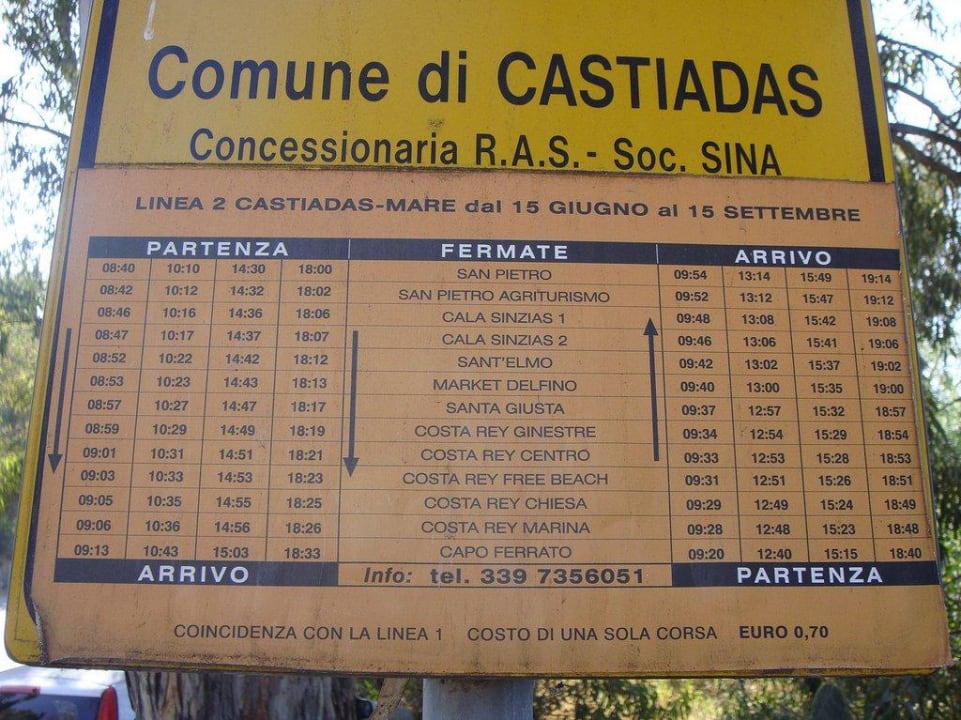 Comune di CASTIADAS
Concessionaria R.A.S.- Soc. SINA
LINEA 2 CASTIADAS-MARE dal 15 GIUGNO al 15 SETTEMBRE
PARTENZA FERMATE ARRIVO
08:40 10:10 14:30 18:00 SAN PIETRO 09:54 13:14 15:49 19:14
08:42 10:12 14:32 18:02 SAN PIETRO AGRITURISMO 09:52 13:12 15:47 19:12
08:46 10:16 14:36 18:06 CALA SINZIAS 1 09:48 13:08 15:42 19:08
08:47 10:17 14:37 18:07 CALA SINZIAS 2 09:46 13:06 15:41 19:06
08:52 10:22 14:42 18:12 SANT'ELMO 09:42 13:02 15:37 19:02
08:53 10:23 14:43 18:13 MARKET DELFINO 09:40 13:00 15:35 19:00
08:57 10:27 14:47 18:17 SANTA GIUSTA 09:37 12:57 15:32 18:57
08:59 10:29 14:49 18:19 COSTA REY GINESTRE 09:34 12:54 15:29 18:54
09:01 10:31 14:51 18:21 COSTA REY CENTRO 09:33 12:53 15:28 18:53
09:03 10:33 14:53 18:23 COSTA REY FREE BEACH 09:31 12:51 15:26 18:51
09:05 10:35 14:55 18:25 COSTA REY CHIESA 09:29 12:49 15:24 18:49
09:06 10:36 14:56 18:26 COSTA REY MARINA 09:28 12:48 15:23 18:48
09:13 10:43 15:03 18:33 CAPO FERRATO 09:20 12:40 15:15 18:40
ARRIVO Info: tel. 339 7356051 PARTENZA
COINCIDENZA CON LA LINEA 1 COSTO DI UNA SOLA CORSA EURO 0,70